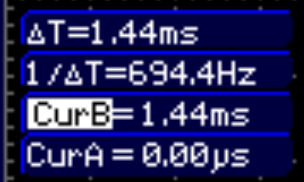 ΔT=1.44ms
1/ΔT=694.4Hz
CurB=1.44ms
CurA=0.00µs